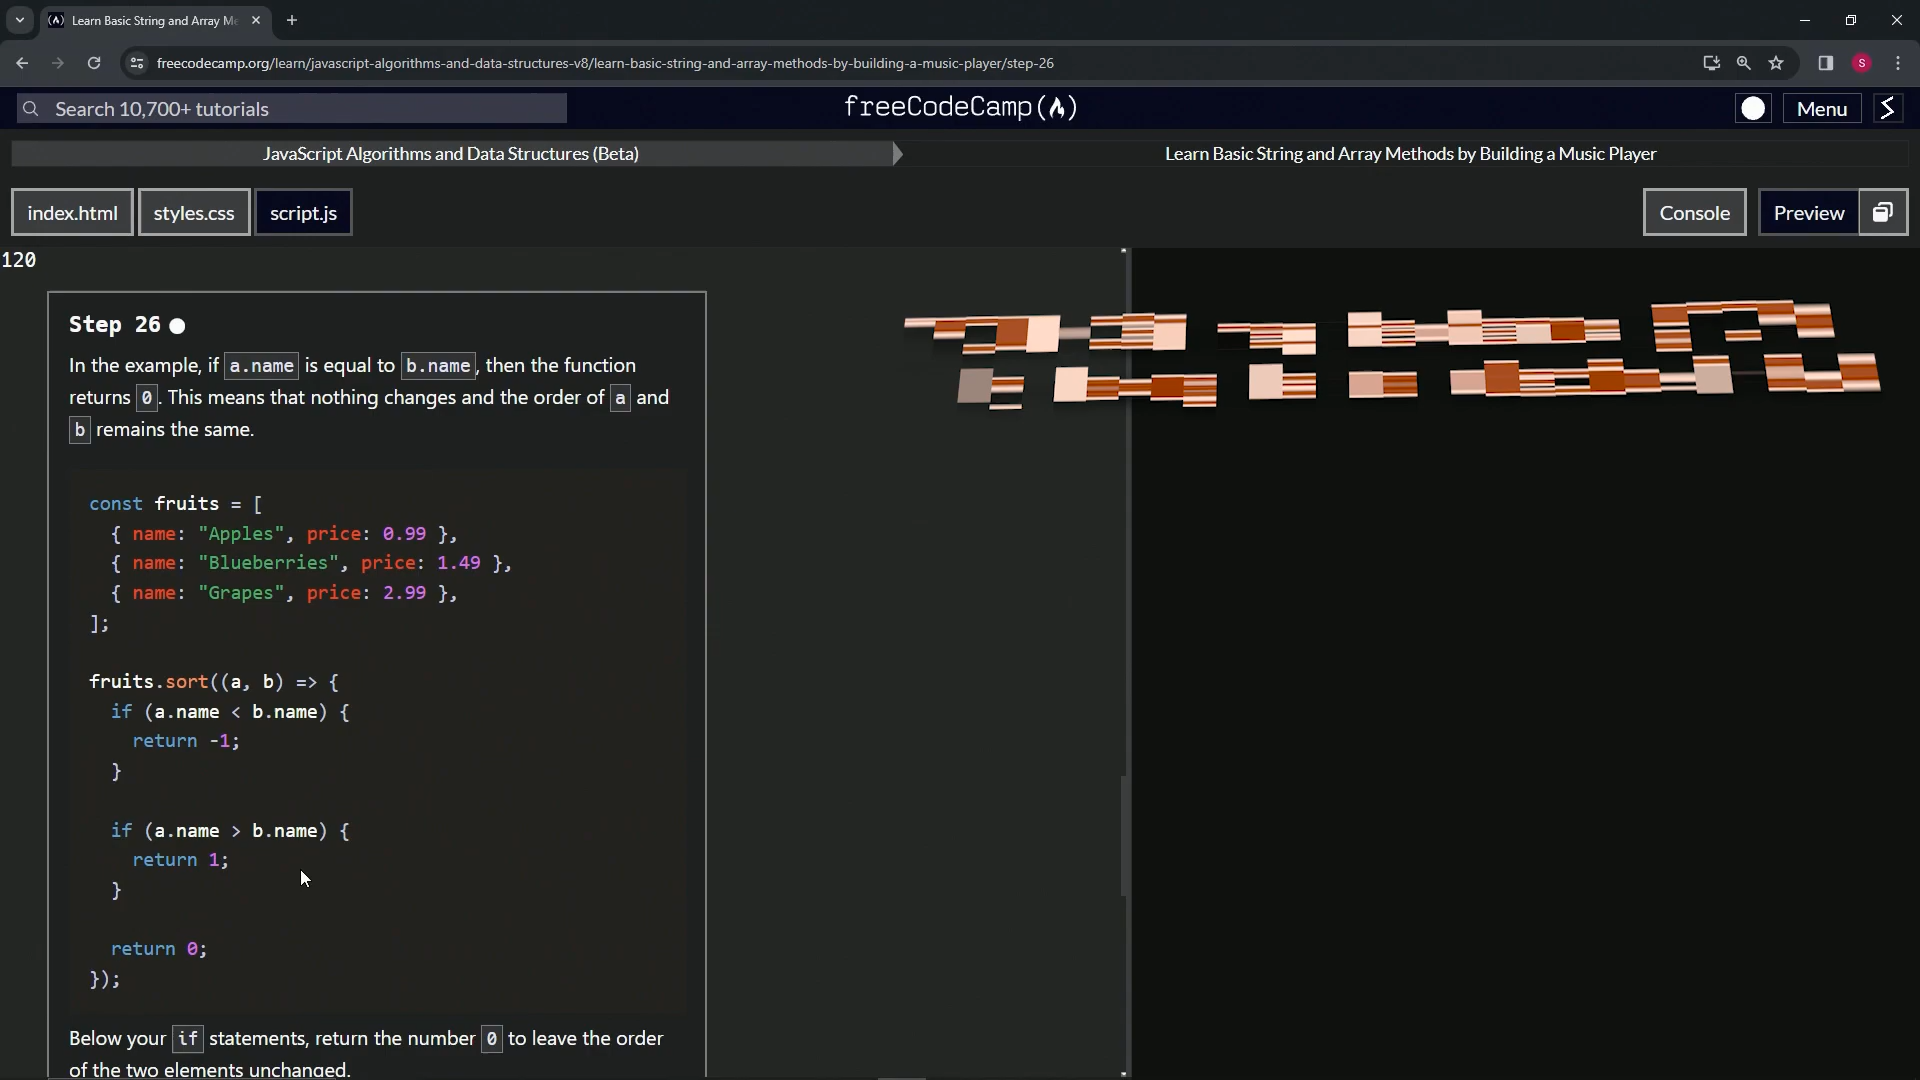 Learn Basic String and Array Me
freecodecamp.org/learn/javascript-algorithms-and-data-structures-v8/learn-basic-string-and-array-methods-by-building-a-music-player/step-26
S
Search 10,700+ tutorials
freeCodeCamp
Menu
JavaScript Algorithms and Data Structures (Beta)
Learn Basic String and Array Methods by Building a Music Player
index.html
styles.css
script.js
Console
Preview
120
Step 26
In the example, if a.name is equal to b.name, then the function
returns 0. This means that nothing changes and the order of a and
b remains the same.
const fruits = [
{ name: "Apples", price: 0.99 },
{ name: "Blueberries", price: 1.49 },
{ name: "Grapes", price: 2.99 },
];
fruits.sort((a, b) => {
if (a.name < b.name) {
return -1;
}
if (a.name > b.name) {
return 1;
}
return 0;
});
Below your if statements, return the number 0 to leave the order
of the two elements unchanged.